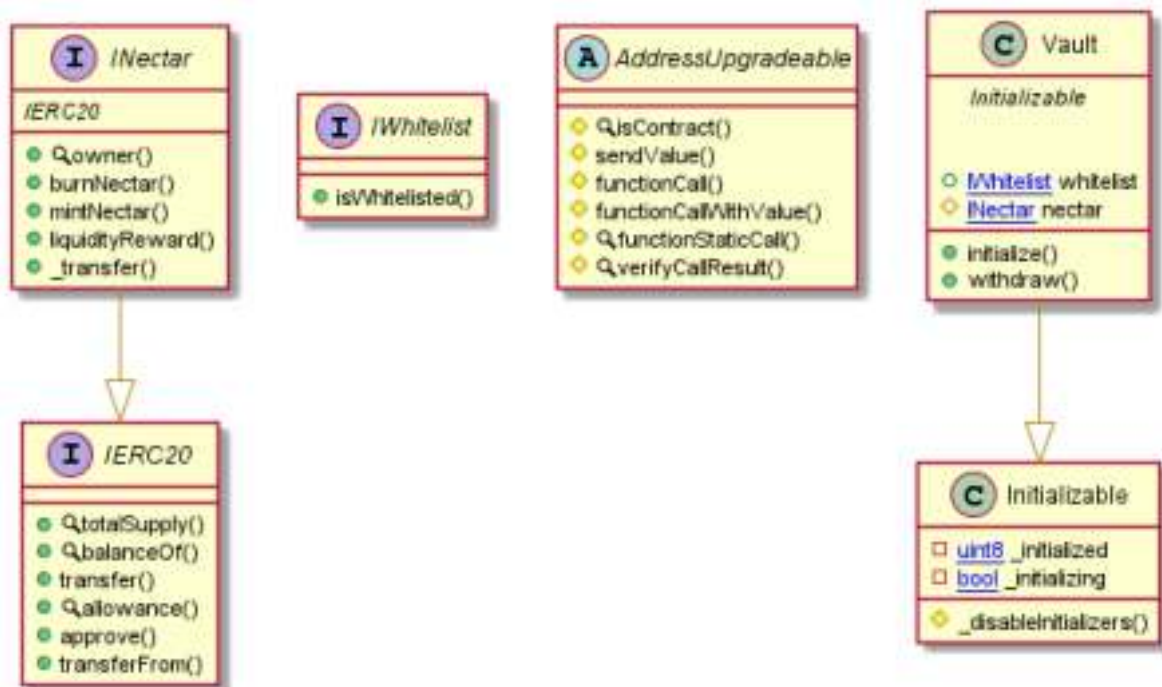 I INectar
IERC20
owner()
burnNectar()
mintNectar()
liquidityReward()
_transfer()
I IWhitelist
isWhitelisted()
A AddressUpgradeable
isContract()
sendValue()
functionCall()
functionCallWithValue()
functionStaticCall()
verifyCallResult()
C Vault
Initializable
IWhitelist whitelist
INectar nectar
initialize()
withdraw()
I IERC20
totalSupply()
balanceOf()
transfer()
allowance()
approve()
transferFrom()
C Initializable
uint8 _initialized
bool _initializing
_disableInitializers()